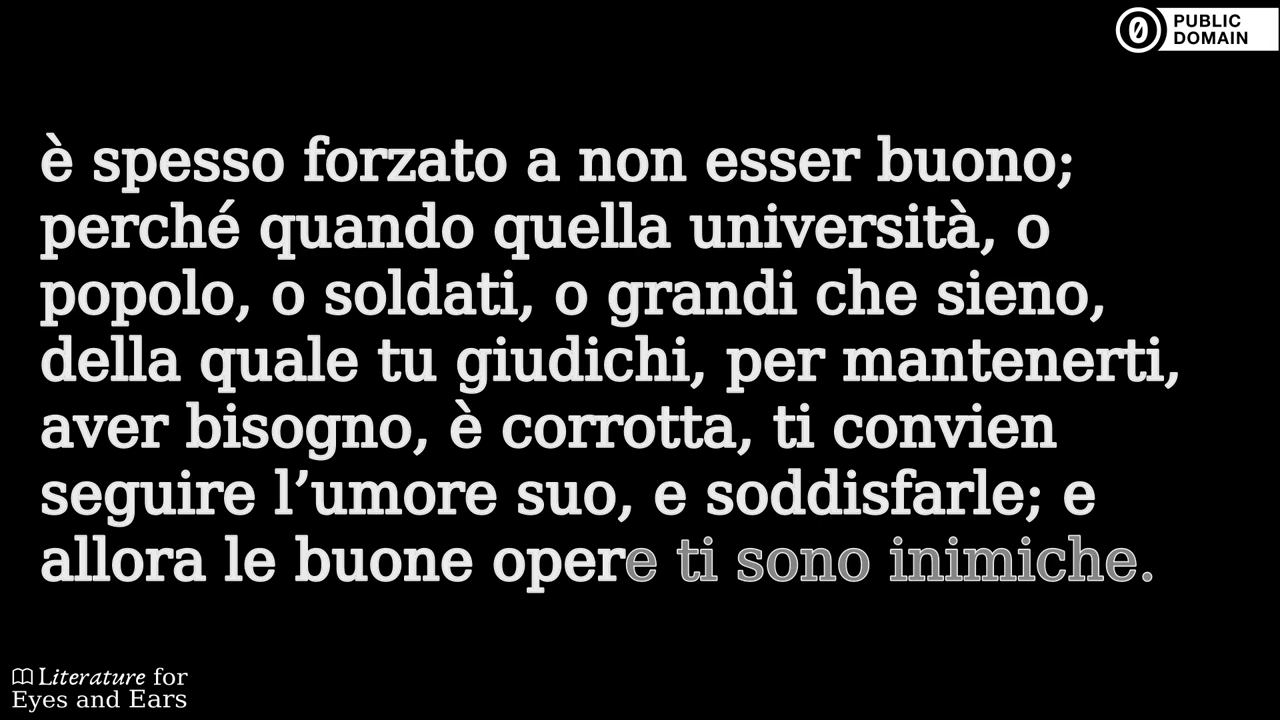 PUBLIC
DOMAIN
è spesso forzato a non esser buono;
perché quando quella università, o
popolo, o soldati, o grandi che sieno,
della quale tu giudichi, per mantenerti,
aver bisogno, è corrotta, ti convien
seguire l’umore suo, e soddisfarle; e
allora le buone opere ti sono inimiche.
Literature for
Eyes and Ears